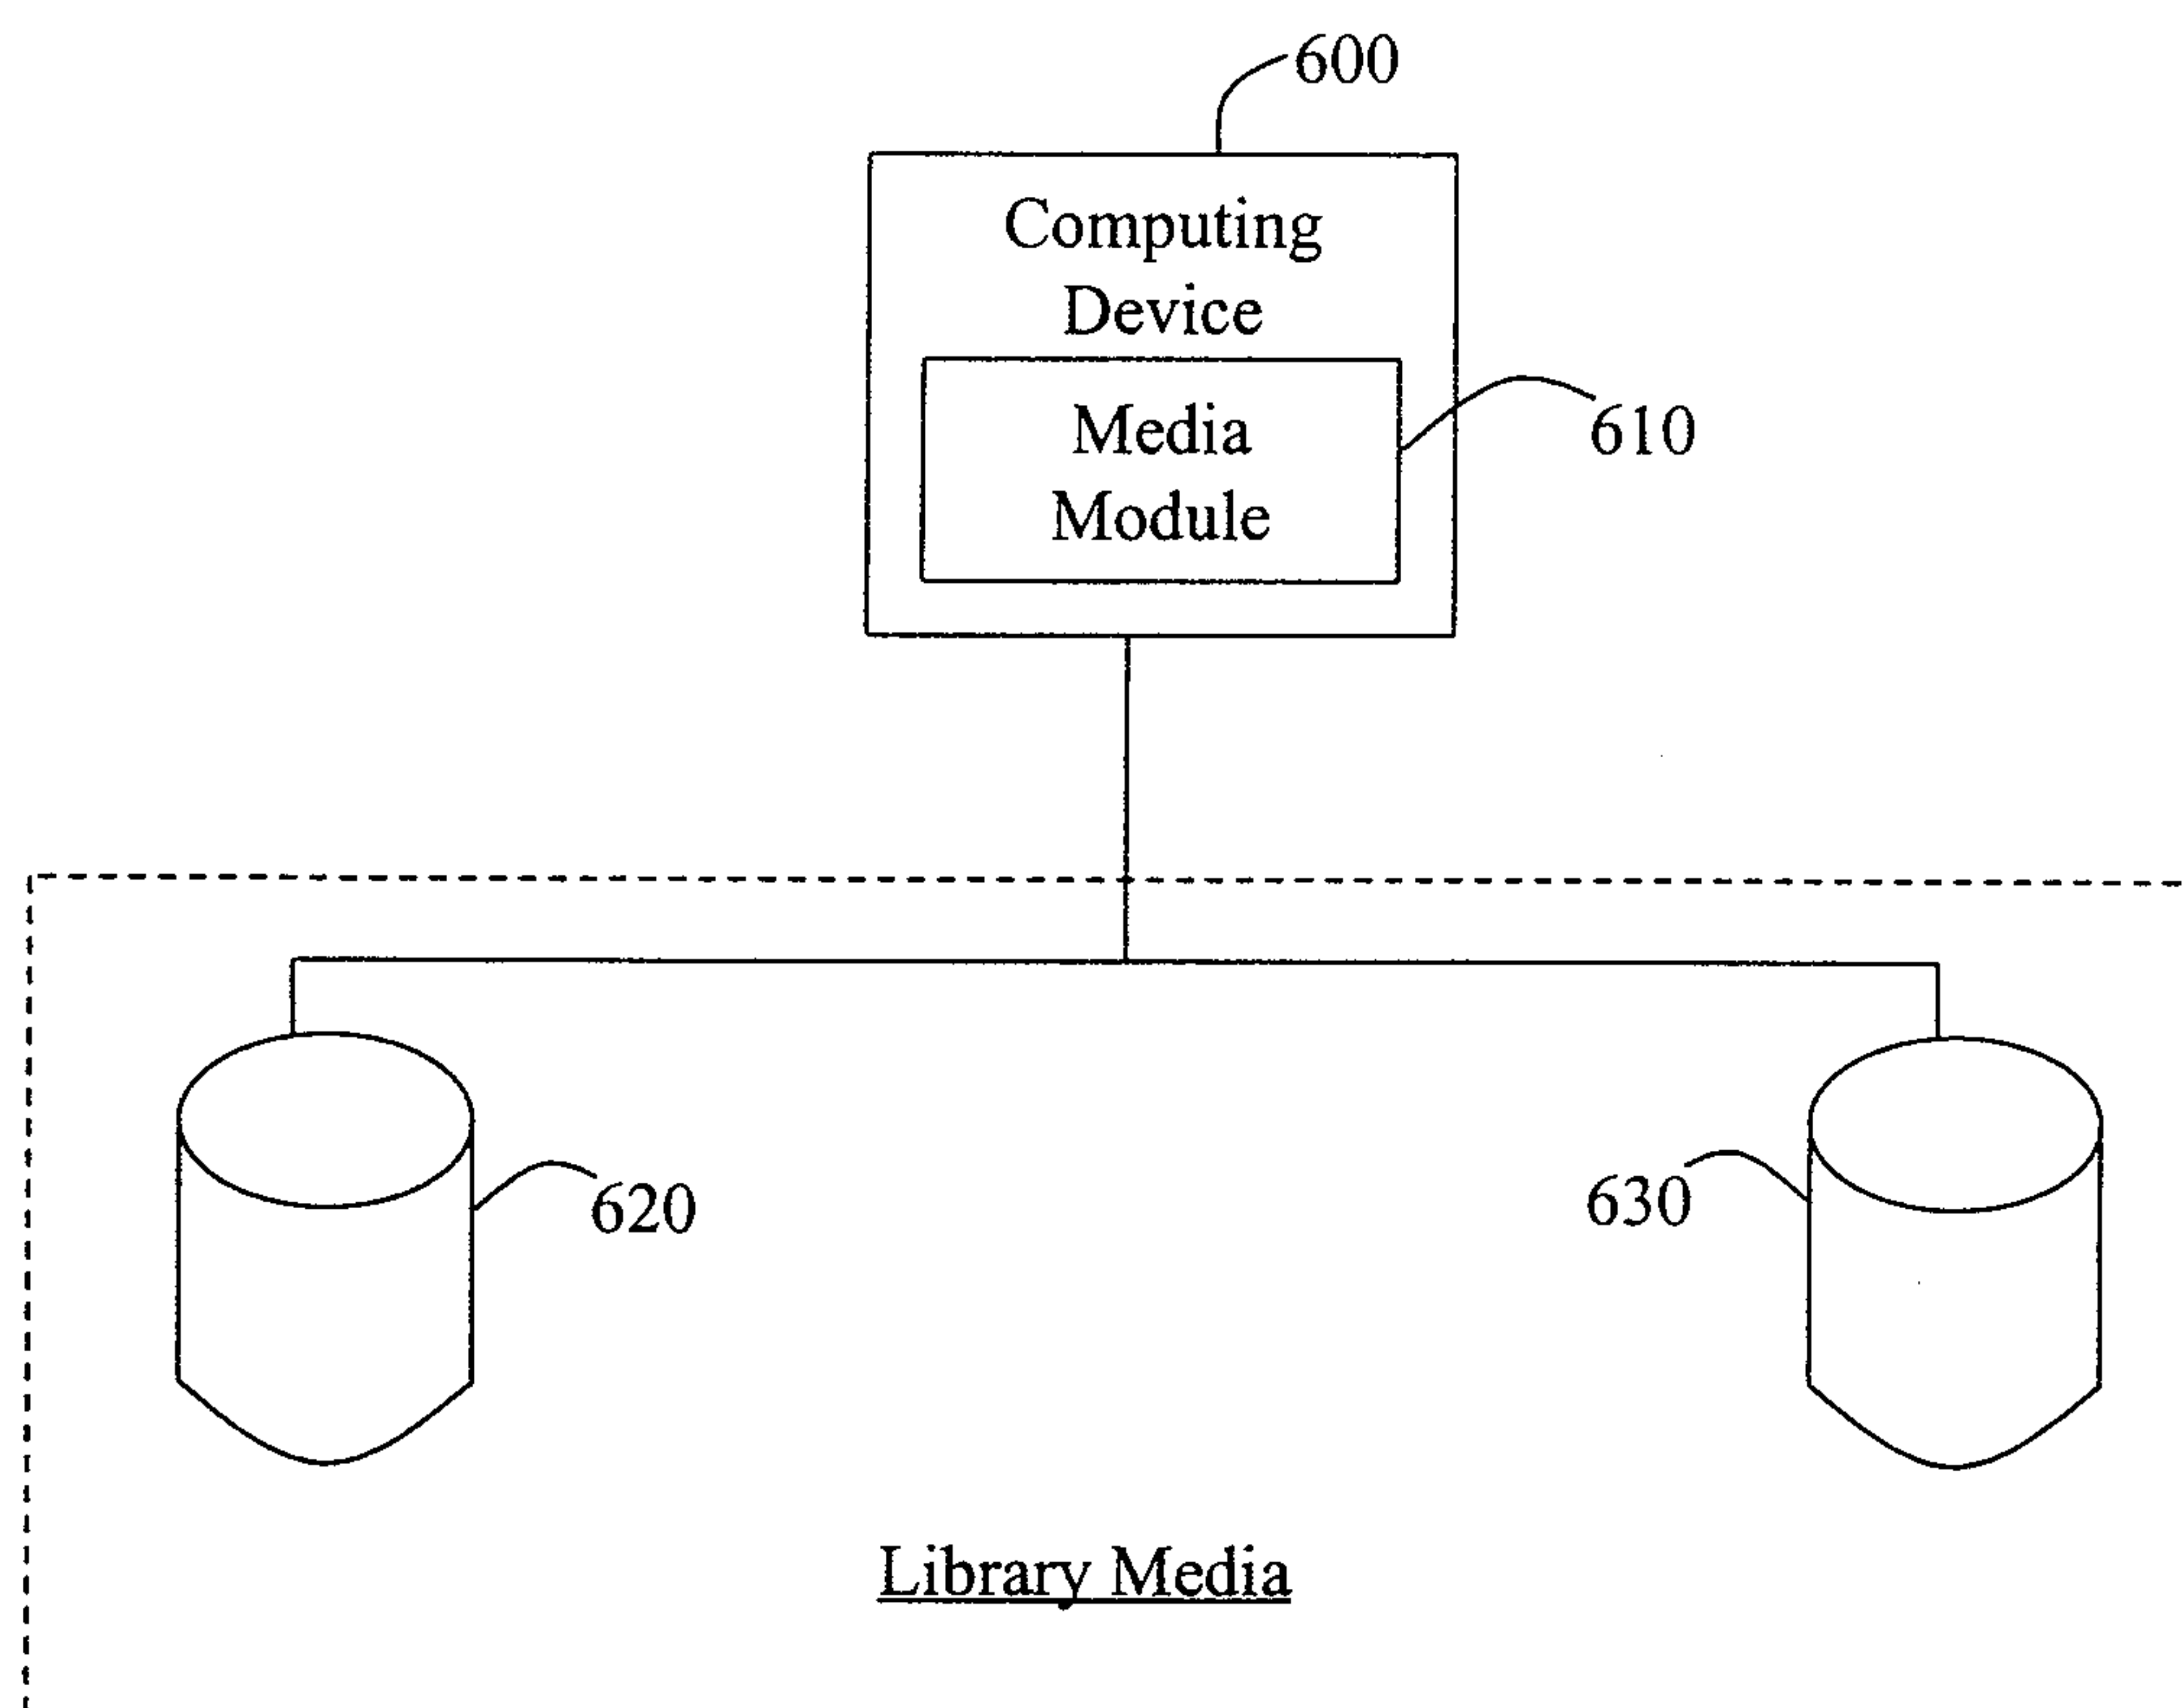 600
Computing
Device
Media
Module
610
620
630
Library Media